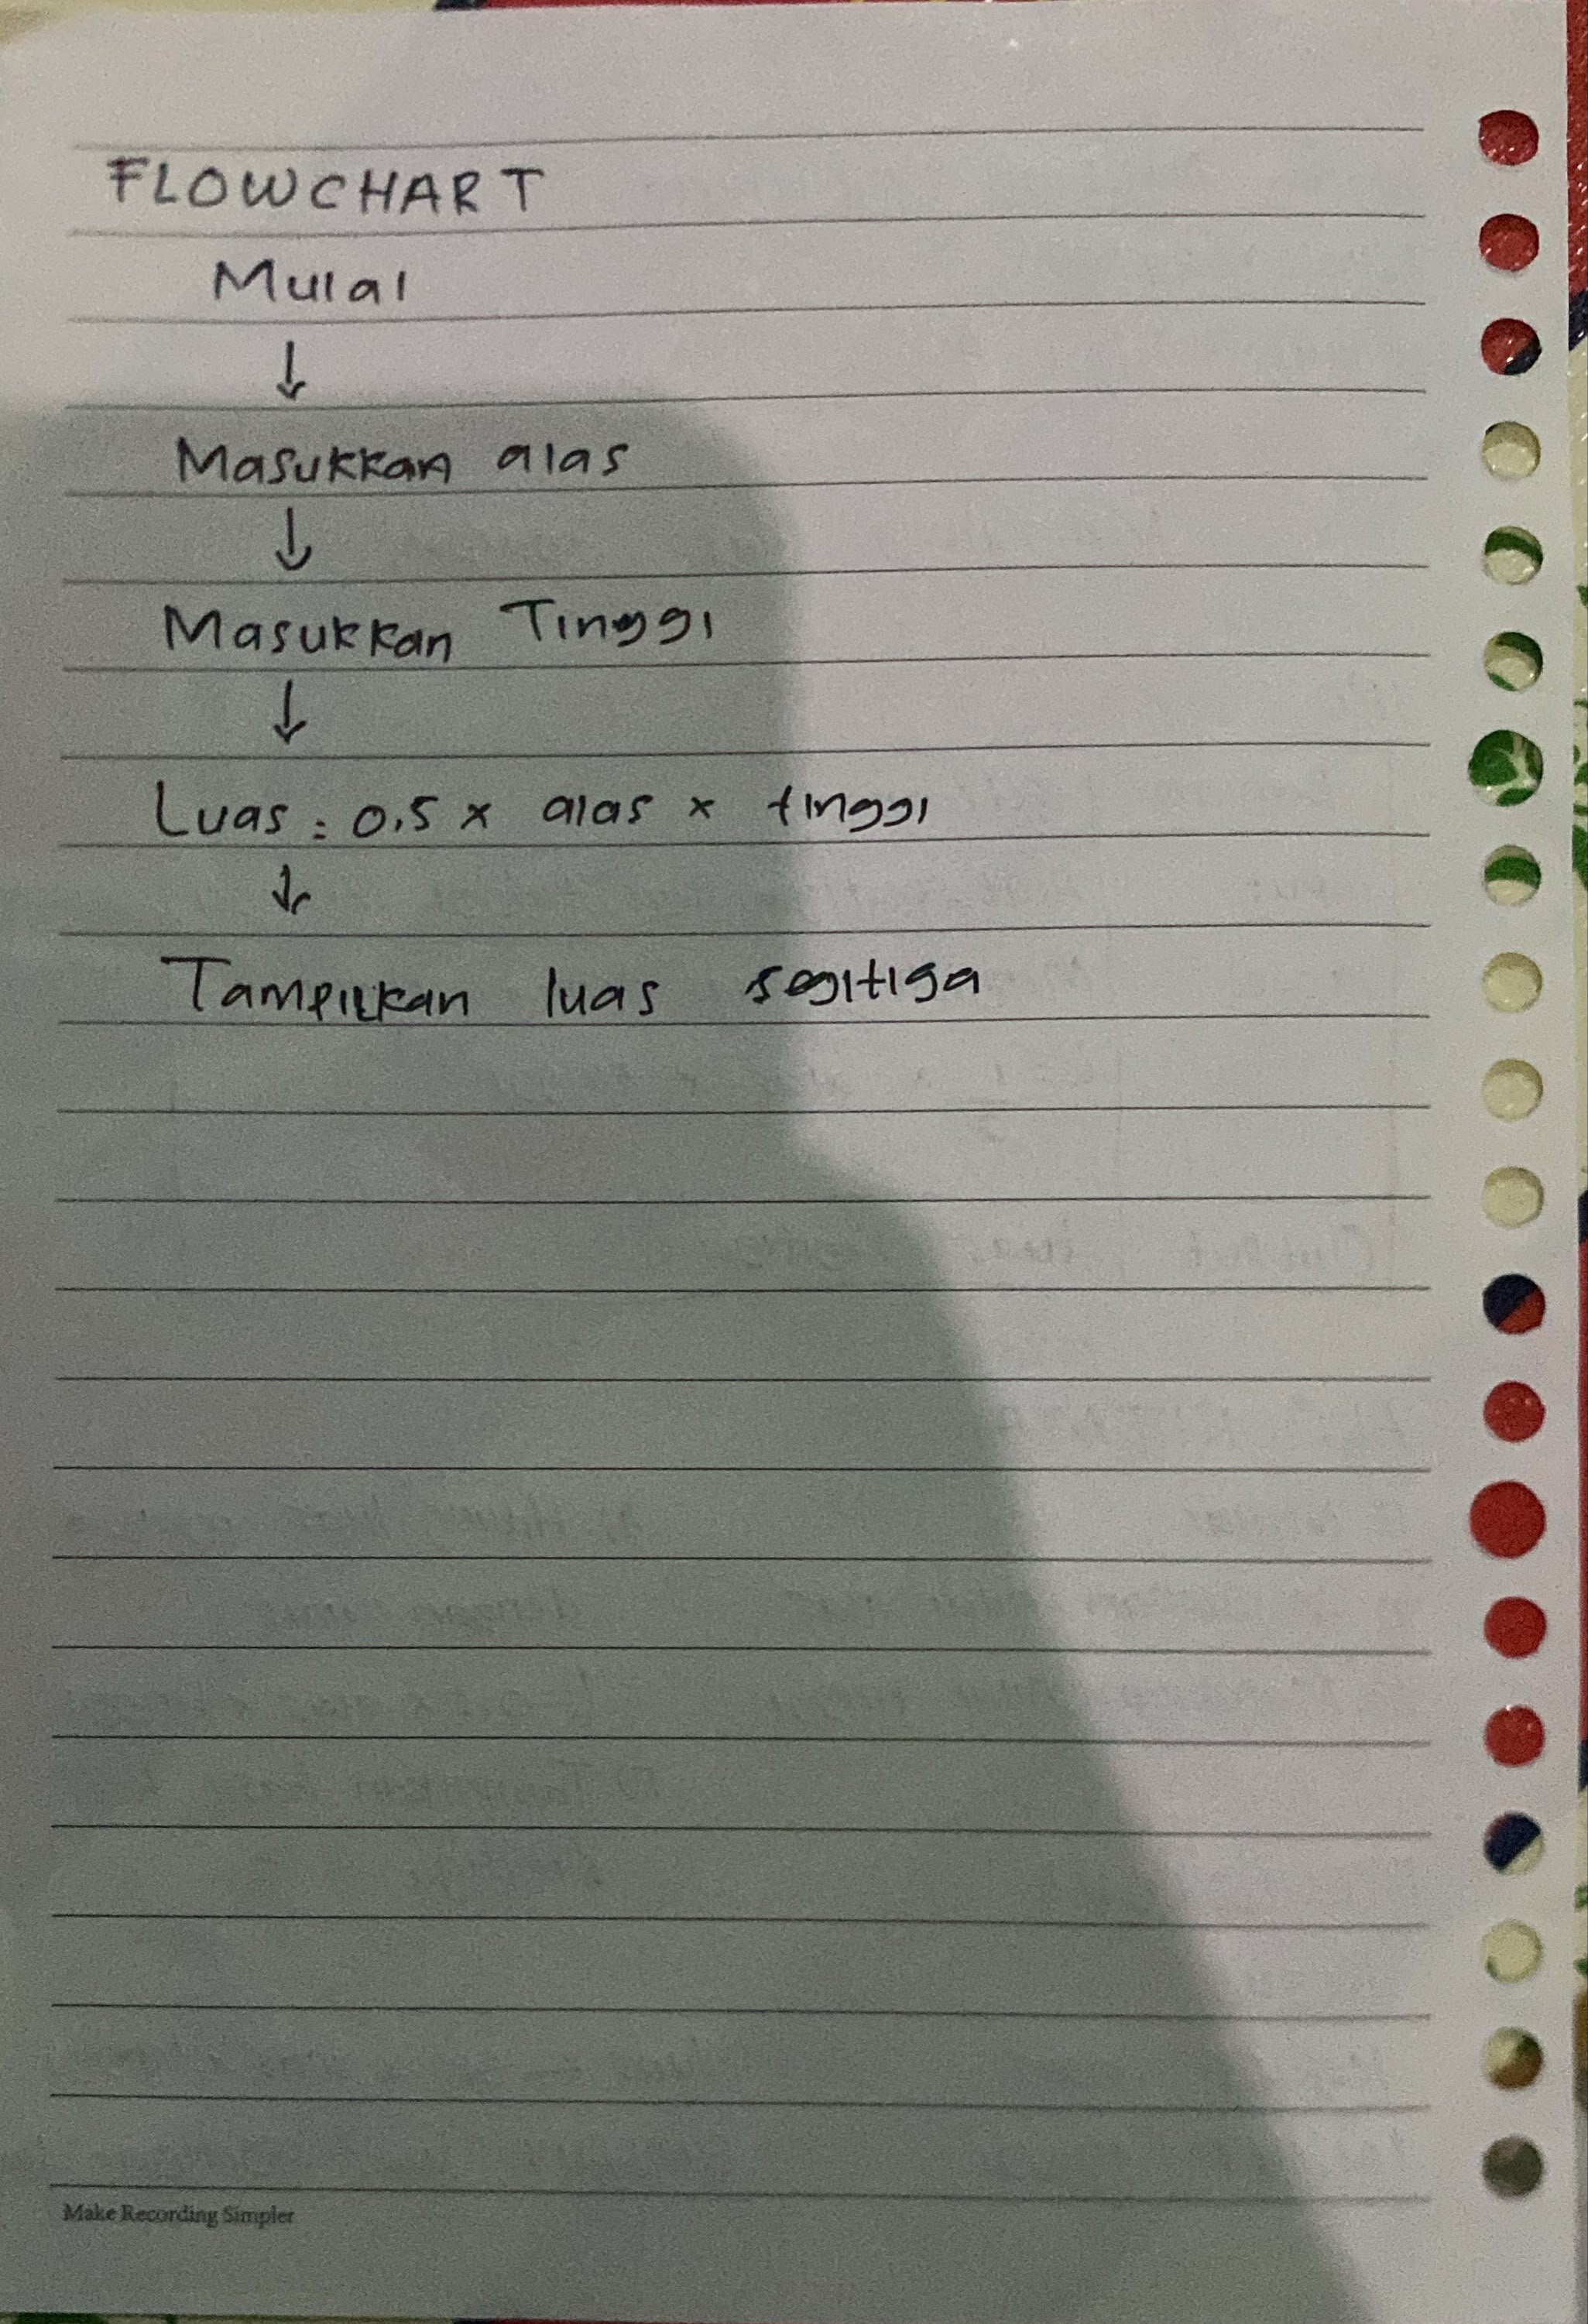 FLOWCHART
Mulai
↓
Masukkan alas
↓
Masukkan Tinggi
↓
Luas = 0,5 x alas x tinggi
↓
Tampilkan luas segitiga
Make Recording Simpler